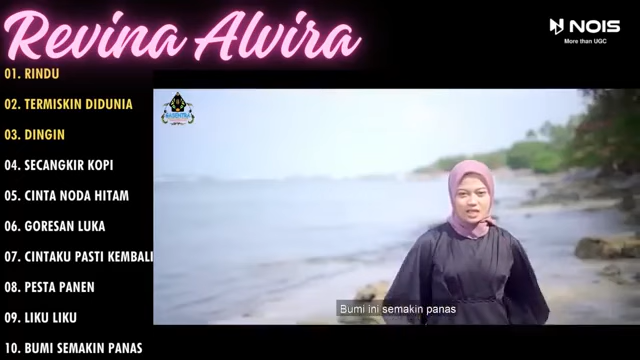 Revina Alvira
NOIS
More than UGC
01. RINDU
02. TERMISKIN DIDUNIA
03. DINGIN
04. SECANGKIR KOPI
05. CINTA NODA HITAM
06. GORESAN LUKA
07. CINTAKU PASTI KEMBALI
08. PESTA PANEN
09. LIKU LIKU
10. BUMI SEMAKIN PANAS
Bumi ini semakin panas